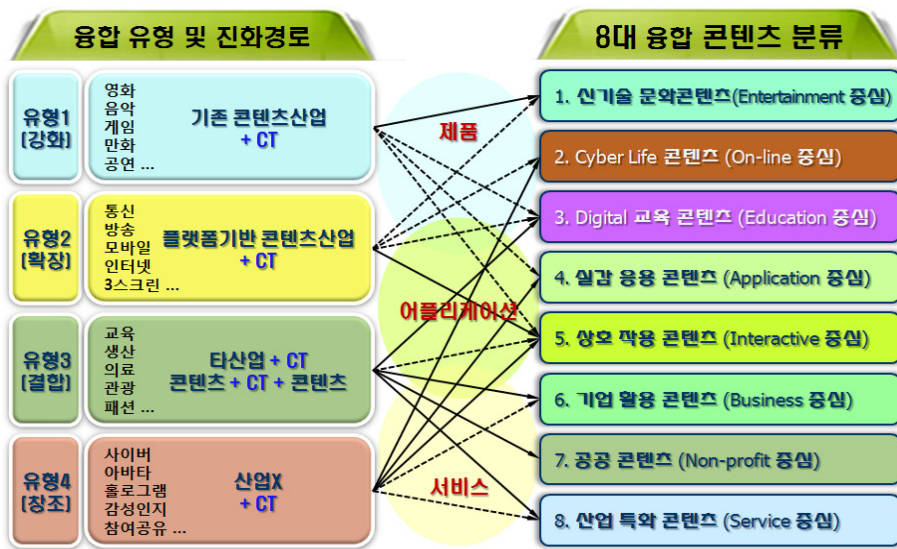 융합 유형 및 진화경로
8대 융합 콘텐츠 분류
유형1
(강화)
영화
음악
게임
만화
공연 ...
기존 콘텐츠산업
+ CT
유형2
(확장)
통신
방송
모바일
인터넷
3스크린 ...
플랫폼기반 콘텐츠산업
+ CT
유형3
(결합)
교육
생산
의료
관광
패션 ...
타산업 + CT
콘텐츠 + CT + 콘텐츠
유형4
(창조)
사이버
아바타
홀로그램
감성인지
참여공유 ...
산업X
+ CT
제품
어플리케이션
서비스
1. 신기술 문화콘텐츠(Entertainment 중심)
2. Cyber Life 콘텐츠 (On-line 중심)
3. Digital 교육 콘텐츠 (Education 중심)
4. 실감 응용 콘텐츠 (Application 중심)
5. 상호 작용 콘텐츠 (Interactive 중심)
6. 기업 활용 콘텐츠 (Business 중심)
7. 공공 콘텐츠 (Non-profit 중심)
8. 산업 특화 콘텐츠 (Service 중심)